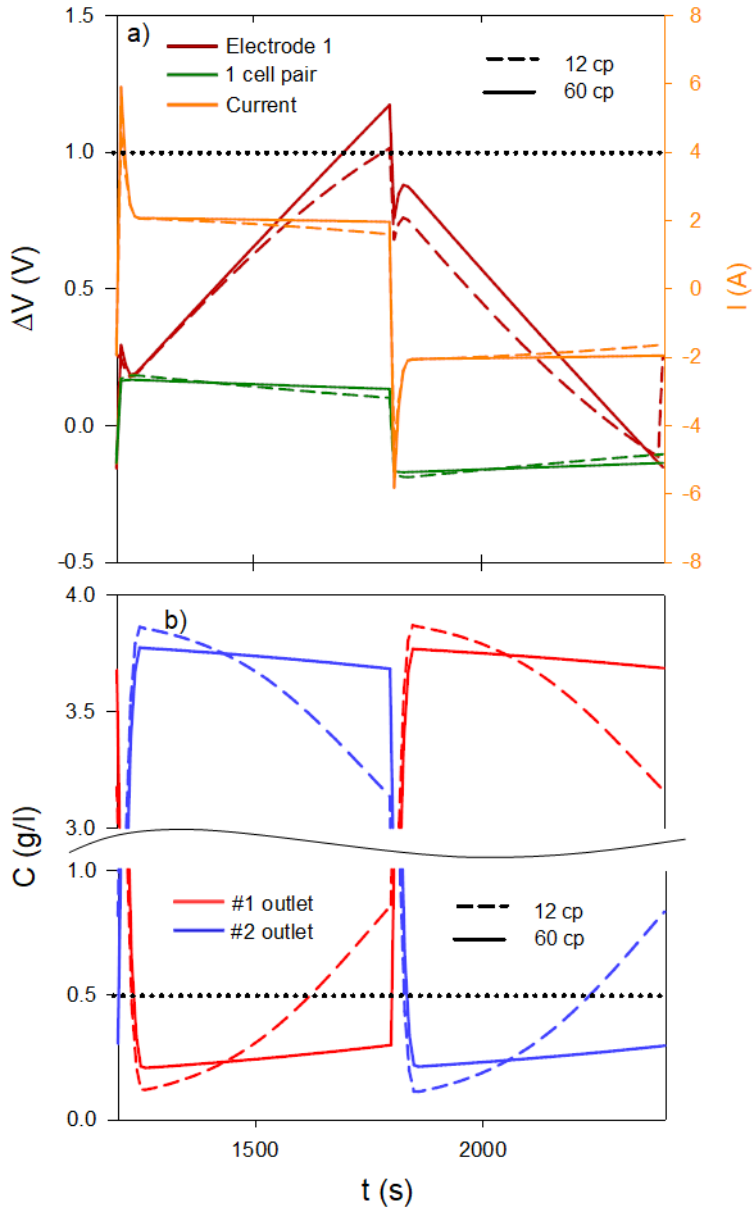 1.5
a)
Electrode 1
1 cell pair
Current
12 cp
60 cp
8
6
1.0
4
2
ΔV (V)
0.5
0
I (A)
-2
0.0
-4
-6
-0.5
-8
4.0
b)
3.5
3.0
C (g/l)
1.0
#1 outlet
#2 outlet
12 cp
60 cp
0.5
0.0
1500
2000
t (s)